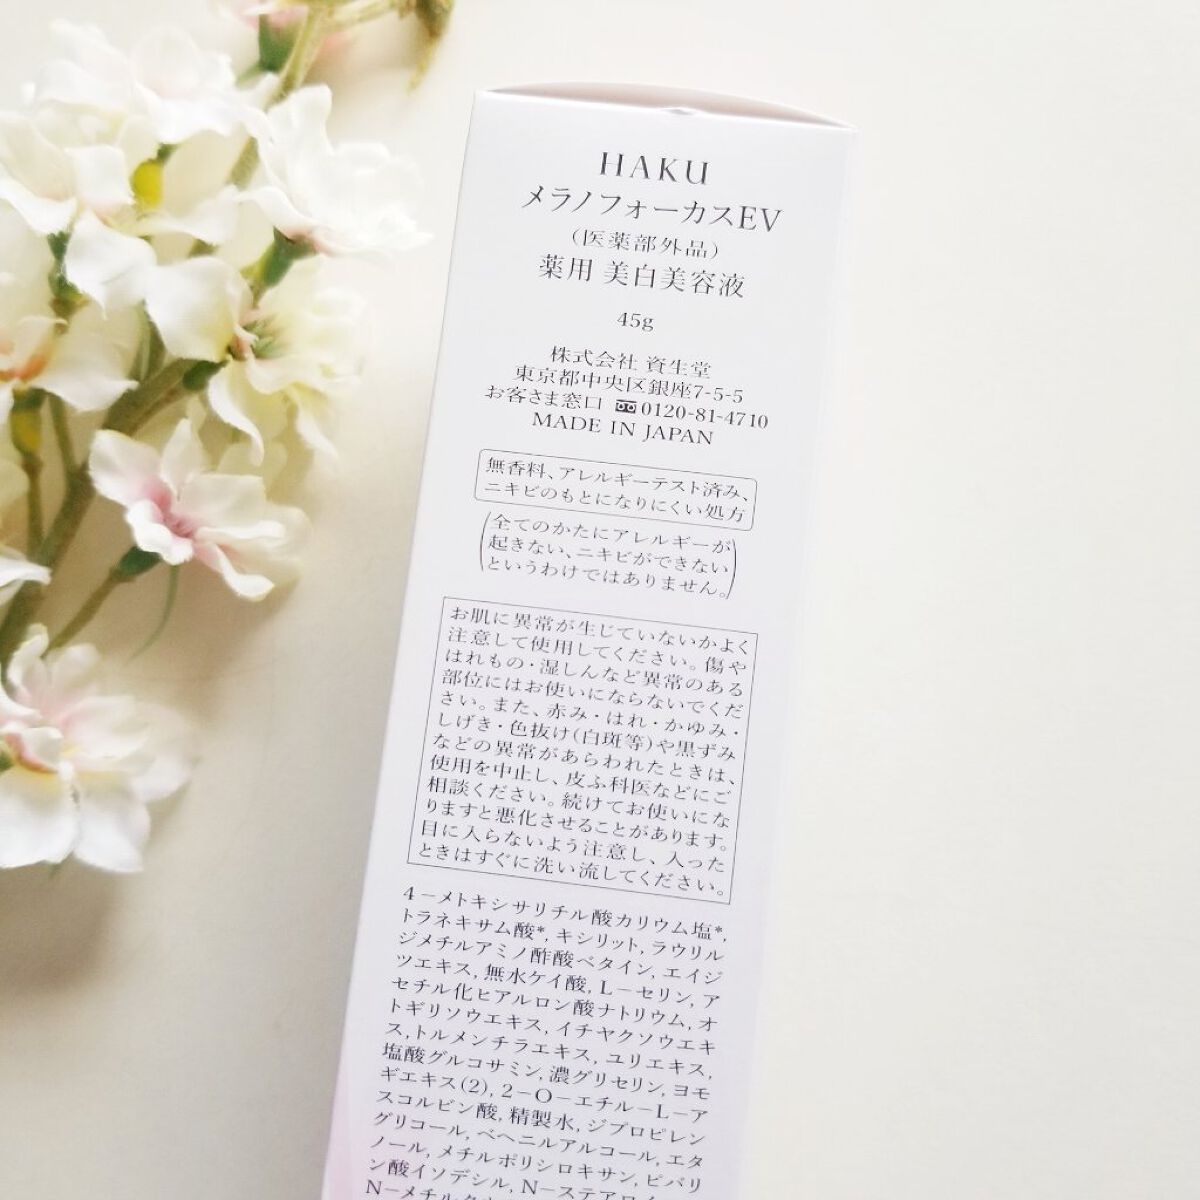 HAKU
メラノフォーカスEV
(医薬部外品)
薬用 美白美容液
45g
株式会社 資生堂
東京都中央区銀座7-5-5
お客さま窓口 0120-81-4710
MADE IN JAPAN
無香料、アレルギーテスト済み、
ニキビのもとになりにくい処方
(全てのかたにアレルギーが
起きない、ニキビができない
というわけではありません。)
お肌に異常が生じていないかよく
注意して使用してください。傷や
はれもの・湿しんなど異常のある
部位にはお使いにならないでくだ
さい。また、赤み・はれ・かゆみ・
しげき・色抜け(白斑等)や黒ずみ
などの異常があらわれたときは、
使用を中止し、皮ふ科医などにご
相談ください。続けてお使いにな
りますと悪化させることがあります。
目に入らないよう注意し、入った
ときはすぐに洗い流してください。
4－メトキシサリチル酸カリウム塩*,
トラネキサム酸*, キシリット, ラウリル
ジメチルアミノ酢酸ベタイン, エイジ
ツエキス, 無水ケイ酸, L－セリン, ア
セチル化ヒアルロン酸ナトリウム, オ
トギリソウエキス, イチヤクソウエキ
ス, トルメンチラエキス, ユリエキス,
塩酸グルコサミン, 濃グリセリン, ヨモ
ギエキス(2), 2－O－エチル－L－ア
スコルビン酸, 精製水, ジプロピレン
グリコール, ベヘニルアルコール, エタ
ノール, メチルポリシロキサン, ピバリ
ン酸イソデシル, N－ステアロイ
N－メチルタ